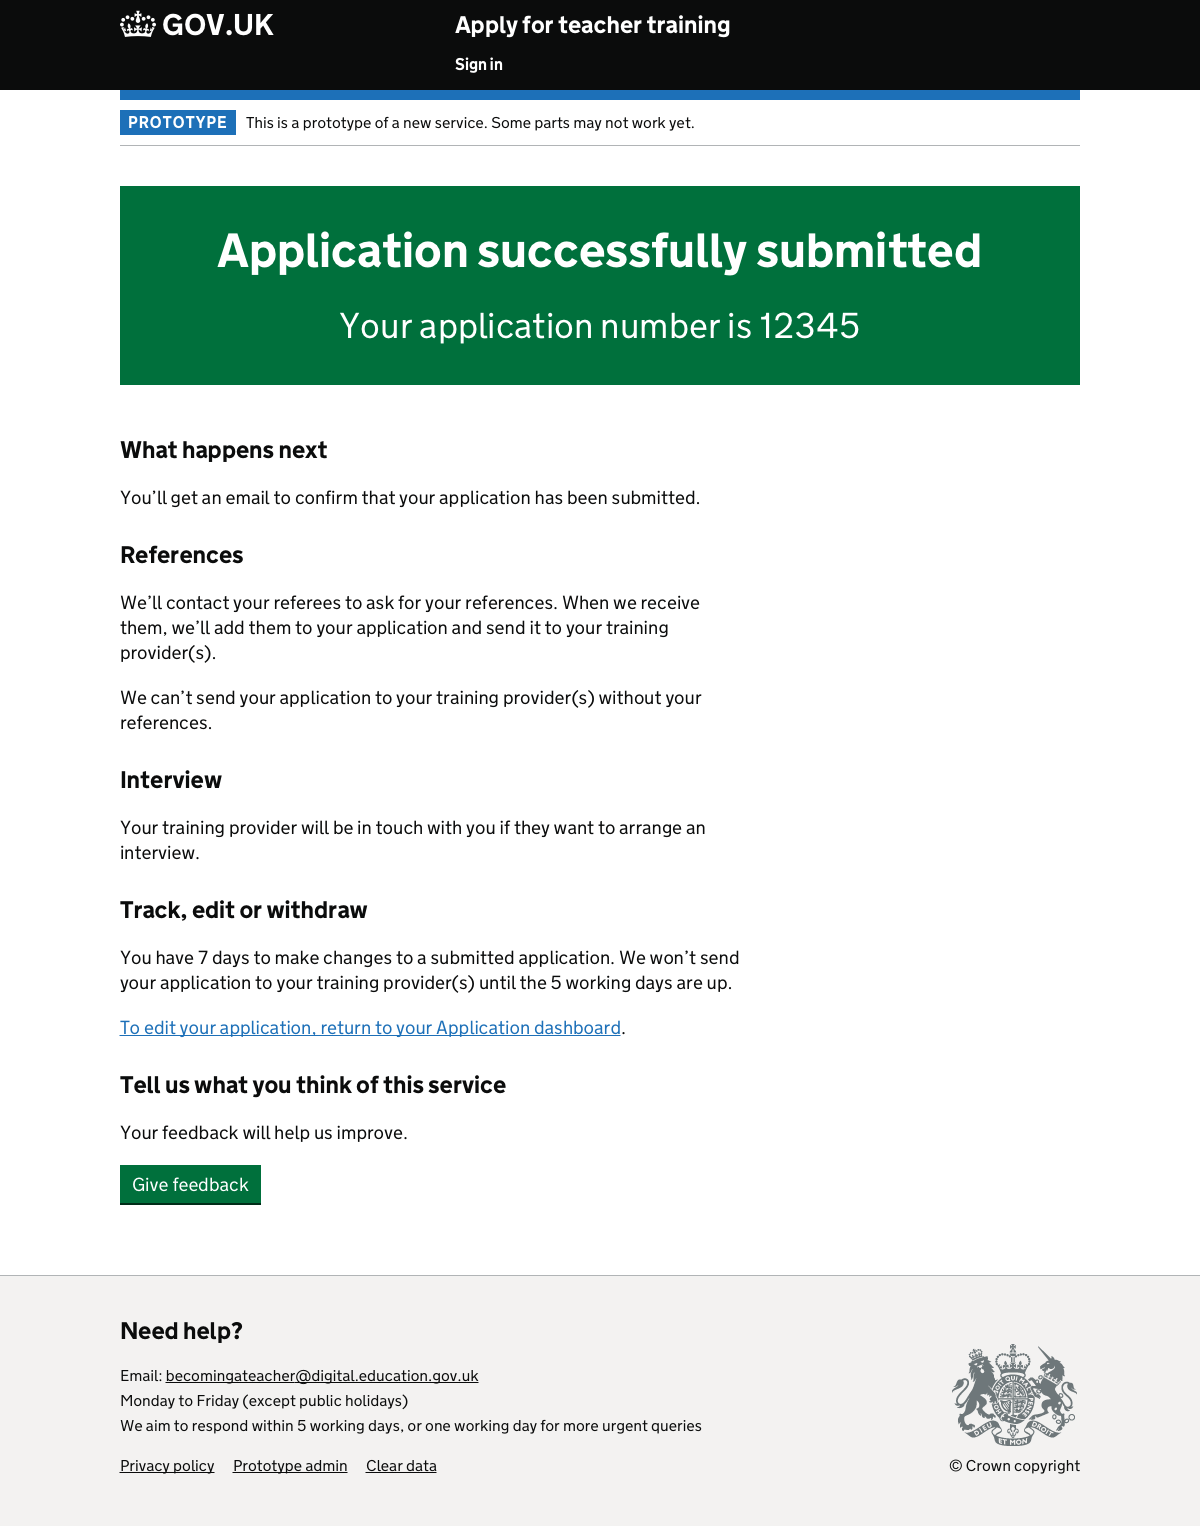 GOV.UK
Apply for teacher training
Sign in
PROTOTYPE This is a prototype of a new service. Some parts may not work yet.
Application successfully submitted
Your application number is 12345
What happens next
You’ll get an email to confirm that your application has been submitted.
References
We’ll contact your referees to ask for your references. When we receive
them, we’ll add them to your application and send it to your training
provider(s).
We can’t send your application to your training provider(s) without your
references.
Interview
Your training provider will be in touch with you if they want to arrange an
interview.
Track, edit or withdraw
You have 7 days to make changes to a submitted application. We won’t send
your application to your training provider(s) until the 5 working days are up.
To edit your application, return to your Application dashboard.
Tell us what you think of this service
Your feedback will help us improve.
Give feedback
Need help?
Email: becomingateacher@digital.education.gov.uk
Monday to Friday (except public holidays)
We aim to respond within 5 working days, or one working day for more urgent queries
Privacy policy Prototype admin Clear data
DIEU ET MON DROIT
© Crown copyright